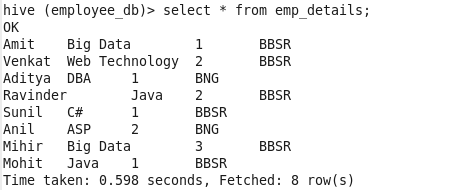 hive (employee_db)> select * from emp_details;
OK
Amit	Big Data	1	BBSR
Venkat	Web Technology	2	BBSR
Aditya	DBA	1	BNG
Ravinder	Java	2	BBSR
Sunil	C#	1	BBSR
Anil	ASP	2	BNG
Mihir	Big Data	3	BBSR
Mohit	Java	1	BBSR
Time taken: 0.598 seconds, Fetched: 8 row(s)